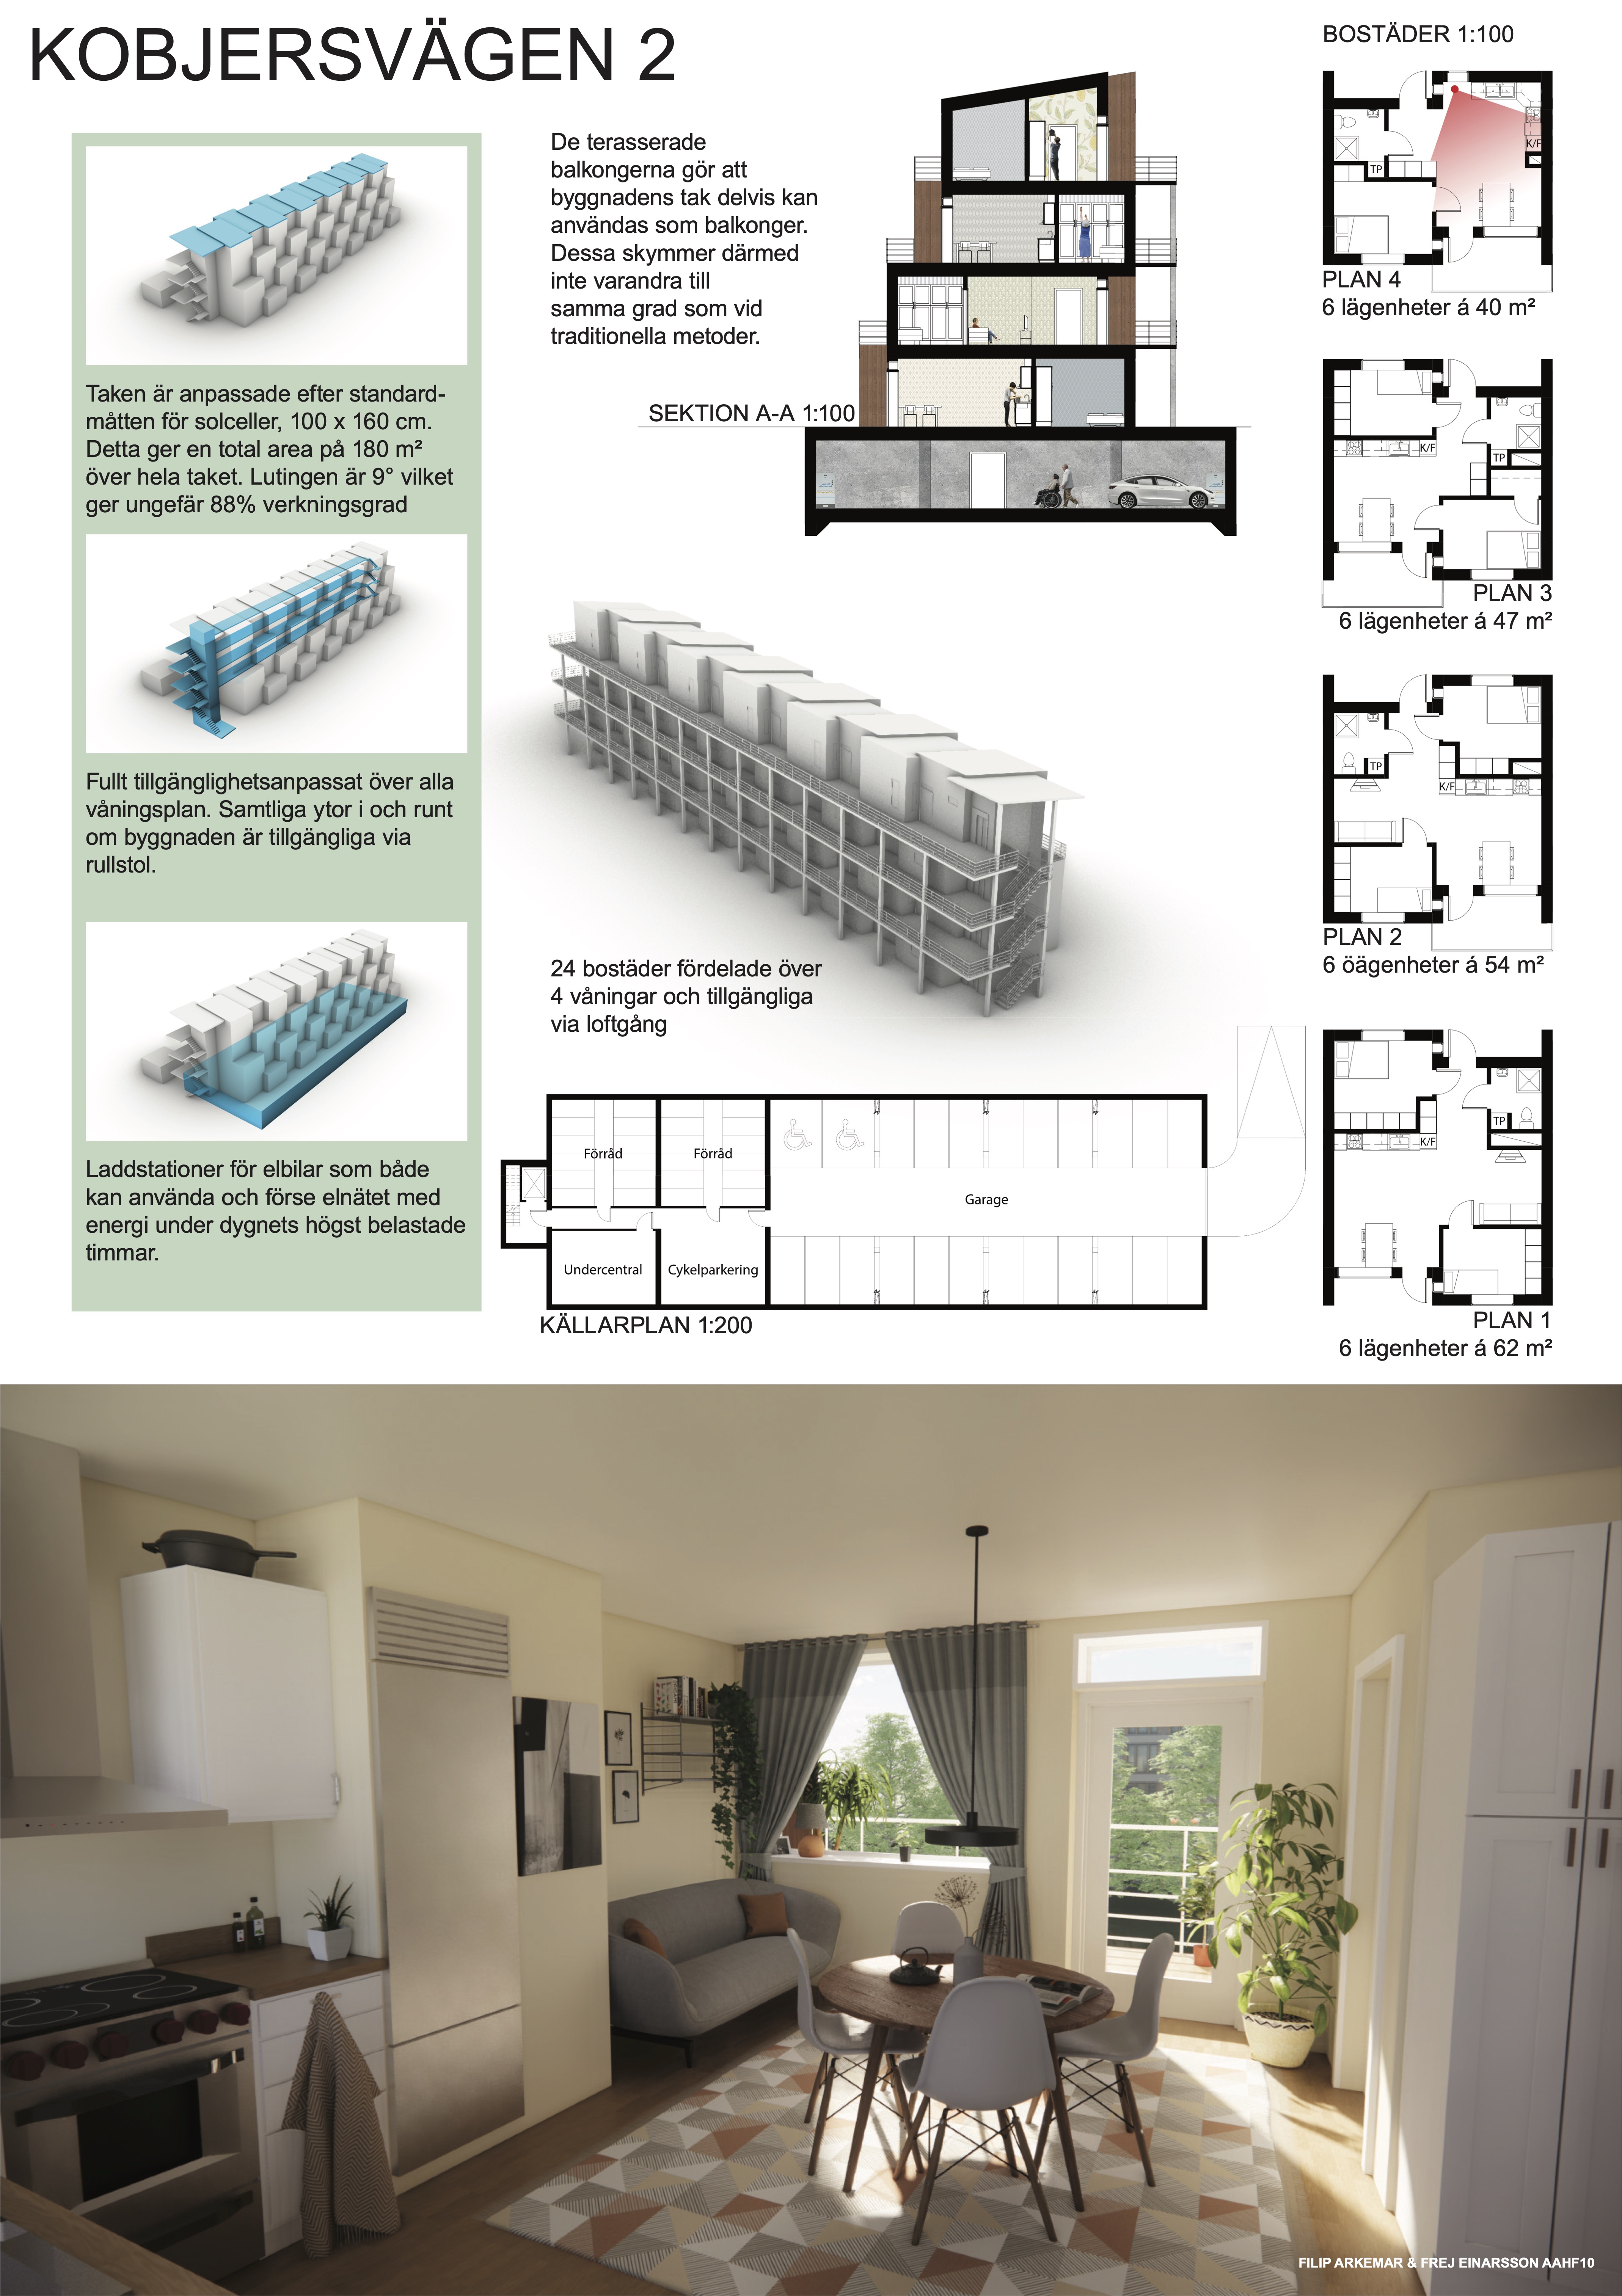 KOBJERSVÄGEN 2
Taken är anpassade efter standard-
måtten för solceller, 100 x 160 cm.
Detta ger en total area på 180 m²
över hela taket. Lutingen är 9° vilket
ger ungefär 88% verkningsgrad
Fullt tillgänglighetsanpassat över alla
våningsplan. Samtliga ytor i och runt
om byggnaden är tillgängliga via
rullstol.
Laddstationer för elbilar som både
kan använda och förse elnätet med
energi under dygnets högst belastade
timmar.
De terasserade
balkongerna gör att
byggnadens tak delvis kan
användas som balkonger.
Dessa skymmer därmed
inte varandra till
samma grad som vid
traditionella metoder.
SEKTION A-A 1:100
24 bostäder fördelade över
4 våningar och tillgängliga
via loftgång
Förråd
Förråd
Garage
Undercentral
Cykelparkering
KÄLLARPLAN 1:200
BOSTÄDER 1:100
K/F
TP
PLAN 4
6 lägenheter á 40 m²
K/F
TP
PLAN 3
6 lägenheter á 47 m²
TP
K/F
PLAN 2
6 öägenheter á 54 m²
TP
K/F
PLAN 1
6 lägenheter á 62 m²
FILIP ARKEMAR & FREJ EINARSSON AAHF10